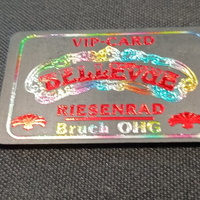 VIP-CARD
BELLEVUE
RIESENRAD
Bruch OHG